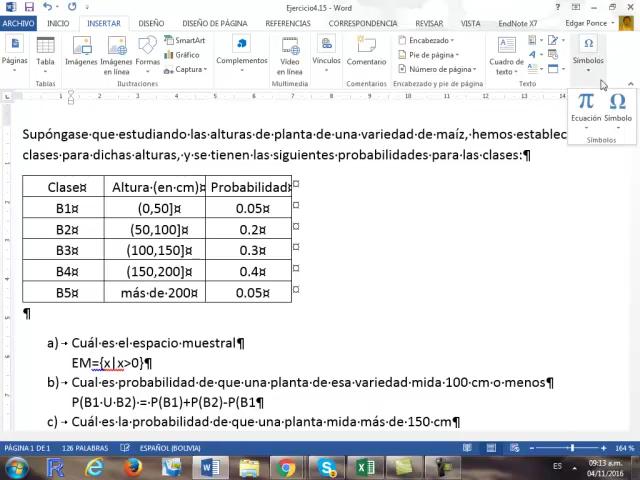 Ejercicio4.15 - Word
ARCHIVO INICIO INSERTAR DISEÑO DISEÑO DE PÁGINA REFERENCIAS CORRESPONDENCIA REVISAR VISTA EndNote X7 Edgar Ponce
Páginas
Tabla
Tablas
Imágenes
Imágenes en línea
Formas
SmartArt
Gráfico
Captura
Ilustraciones
Complementos
Vídeo en línea
Multimedia
Vínculos
Comentario
Comentarios
Encabezado
Pie de página
Número de página
Encabezado y pie de página
Cuadro de texto
Texto
Símbolos
Ecuación Símbolo
Símbolos
Supóngase·que·estudiando·las·alturas·de·planta·de·una·variedad·de·maíz,·hemos·establec
clases·para·dichas·alturas,·y·se·tienen·las·siguientes·probabilidades·para·las·clases:¶
Clase¤ Altura·(en·cm)¤ Probabilidad¤
B1¤ (0,50]¤ 0.05¤ ¤
B2¤ (50,100]¤ 0.2¤ ¤
B3¤ (100,150]¤ 0.3¤ ¤
B4¤ (150,200]¤ 0.4¤ ¤
B5¤ más·de·200¤ 0.05¤ ¤
¶
a)→Cuál·es·el·espacio·muestral¶
EM={x|x>0}¶
b)→Cual·es·probabilidad·de·que·una·planta·de·esa·variedad·mida·100·cm·o·menos¶
P(B1·U·B2)·=·P(B1)+P(B2)-P(B1¶
c)→Cuál·es·la·probabilidad·de·que·una·planta·mida·más·de·150·cm¶
PÁGINA 1 DE 1 126 PALABRAS ESPAÑOL (BOLIVIA) 164 %
ES 09:13 a.m.
04/11/2016